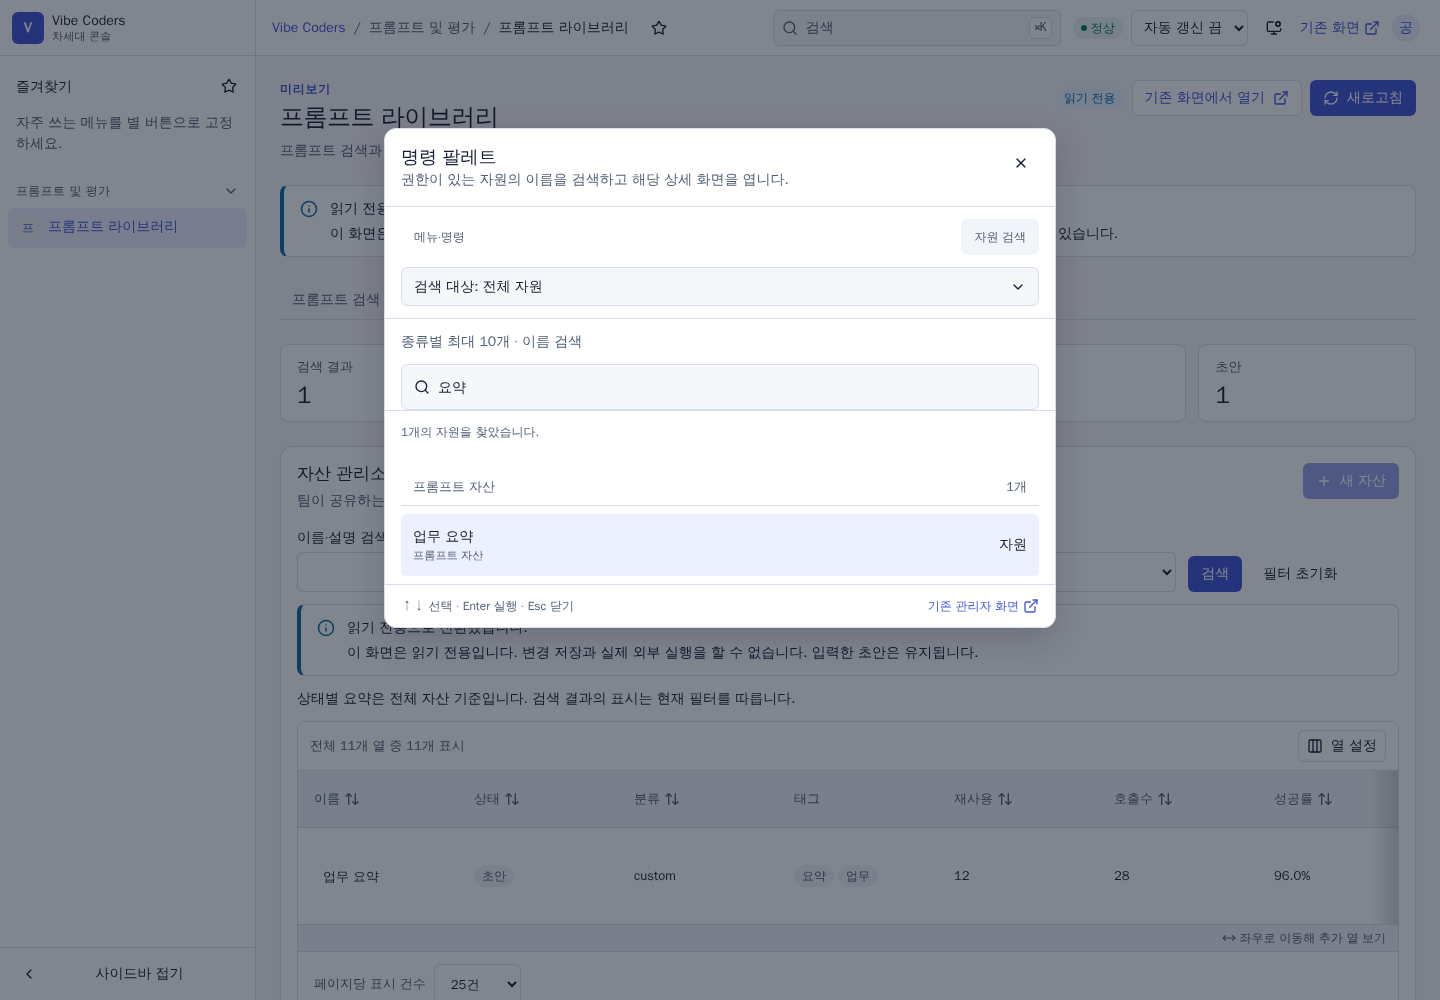 V
Vibe Coders
차세대 콘솔
Vibe Coders / 프롬프트 및 평가 / 프롬프트 라이브러리
검색
⌘K
정상
자동 갱신 끔
기존 화면
공
즐겨찾기
자주 쓰는 메뉴를 별 버튼으로 고정
하세요.
프롬프트 및 평가
프 프롬프트 라이브러리
미리보기
프롬프트 라이브러리
프롬프트 검색과
읽기 전용
기존 화면에서 열기
새로고침
읽기 전용
이 화면은
있습니다.
프롬프트 검색
검색 결과
1
초안
1
자산 관리소
팀이 공유하는
새 자산
이름·설명 검색
검색
필터 초기화
명령 팔레트
권한이 있는 자원의 이름을 검색하고 해당 상세 화면을 엽니다.
메뉴·명령
자원 검색
검색 대상: 전체 자원
종류별 최대 10개 · 이름 검색
요약
1개의 자원을 찾았습니다.
프롬프트 자산
1개
업무 요약
프롬프트 자산
자원
↑ ↓ 선택 · Enter 실행 · Esc 닫기
기존 관리자 화면
읽기 전용으로 전환했습니다.
이 화면은 읽기 전용입니다. 변경 저장과 실제 외부 실행을 할 수 없습니다. 입력한 초안은 유지됩니다.
상태별 요약은 전체 자산 기준입니다. 검색 결과의 표시는 현재 필터를 따릅니다.
전체 11개 열 중 11개 표시
열 설정
이름 상태 분류 태그 재사용 호출수 성공률
업무 요약 초안 custom 요약 업무 12 28 96.0%
↔ 좌우로 이동해 추가 열 보기
페이지당 표시 건수
25건
사이드바 접기